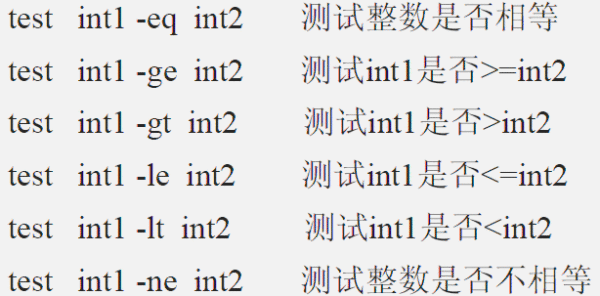 test int1 -eq int2 测试整数是否相等
test int1 -ge int2 测试int1是否>=int2
test int1 -gt int2 测试int1是否>int2
test int1 -le int2 测试int1是否<=int2
test int1 -lt int2 测试int1是否<int2
test int1 -ne int2 测试整数是否不相等